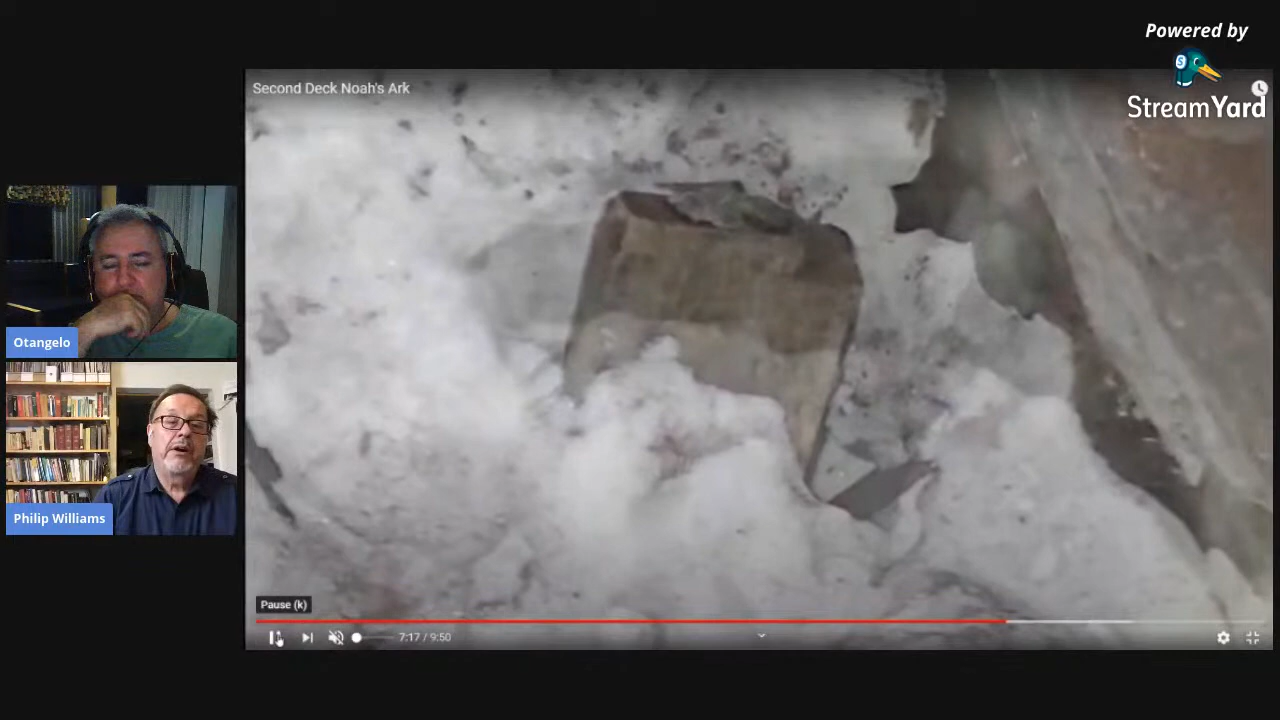 Powered by
StreamYard
Second Deck Noah's Ark
Otangelo
Philip Williams
Pause (k)
7:17 / 9:50